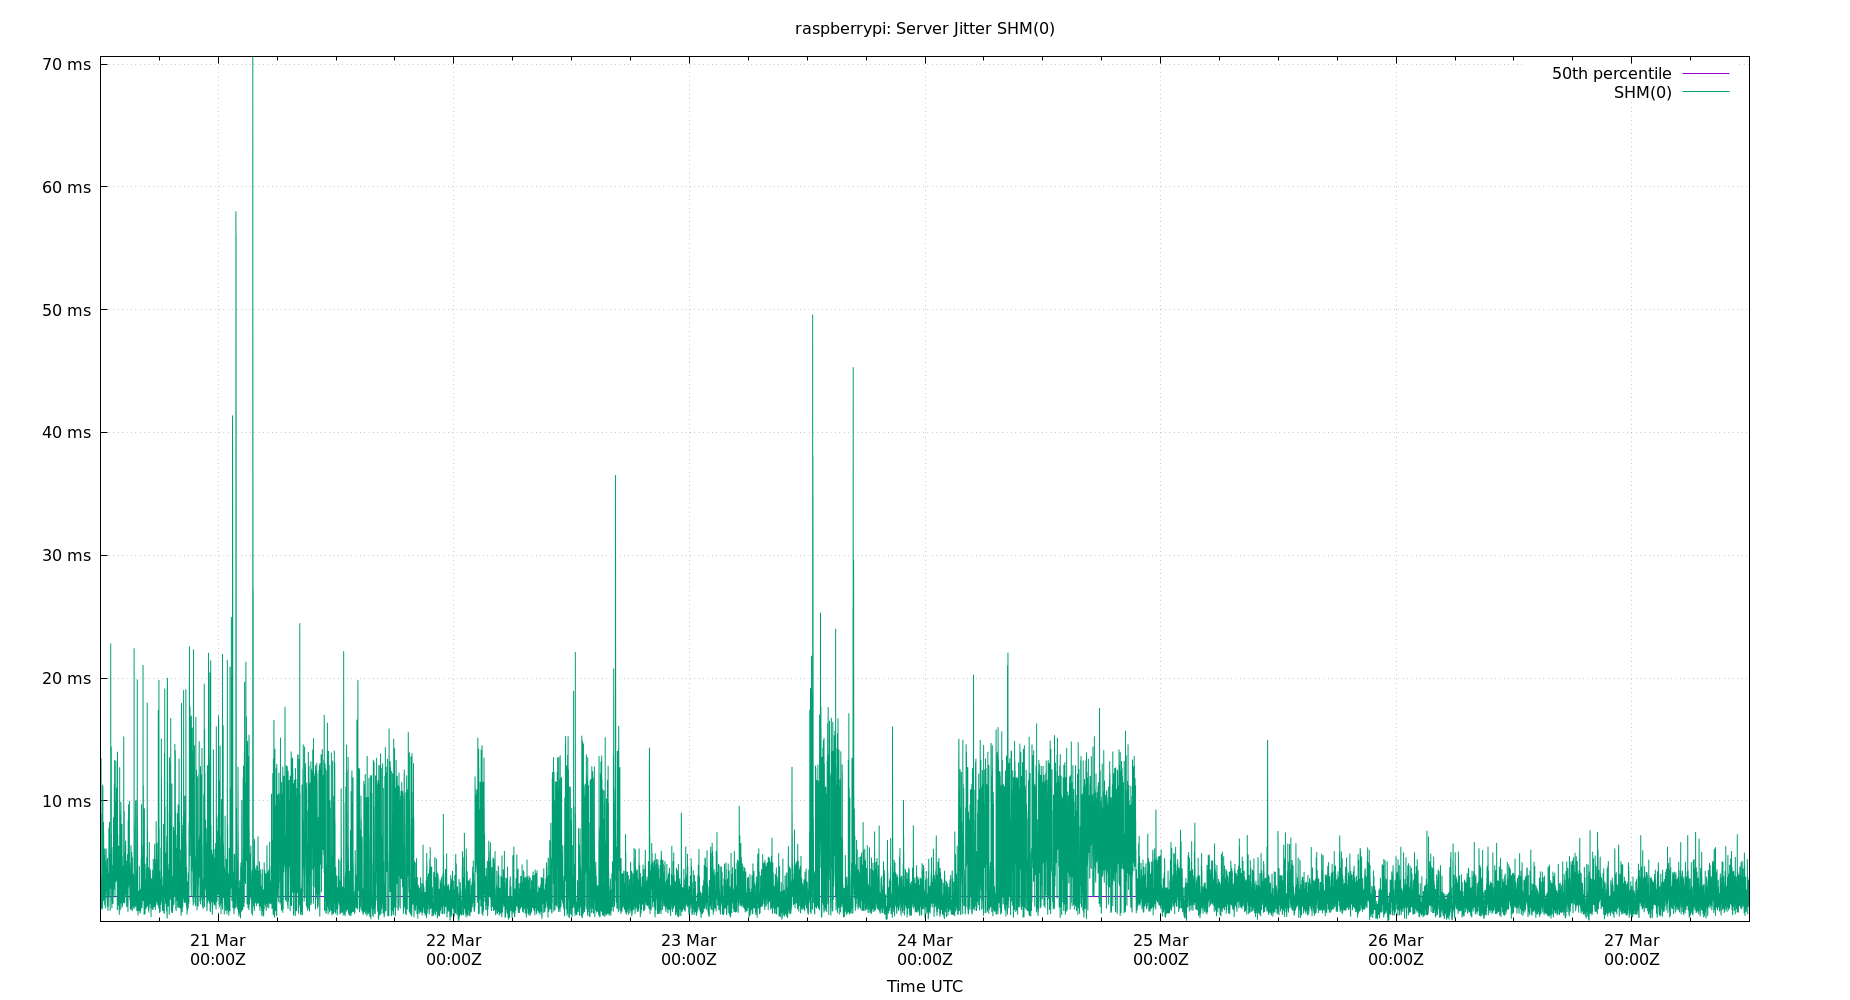 raspberrypi: Server Jitter SHM(0)
70 ms
60 ms
50 ms
40 ms
30 ms
20 ms
10 ms
50th percentile
SHM(0)
21 Mar
00:00Z
22 Mar
00:00Z
23 Mar
00:00Z
24 Mar
00:00Z
25 Mar
00:00Z
26 Mar
00:00Z
27 Mar
00:00Z
Time UTC